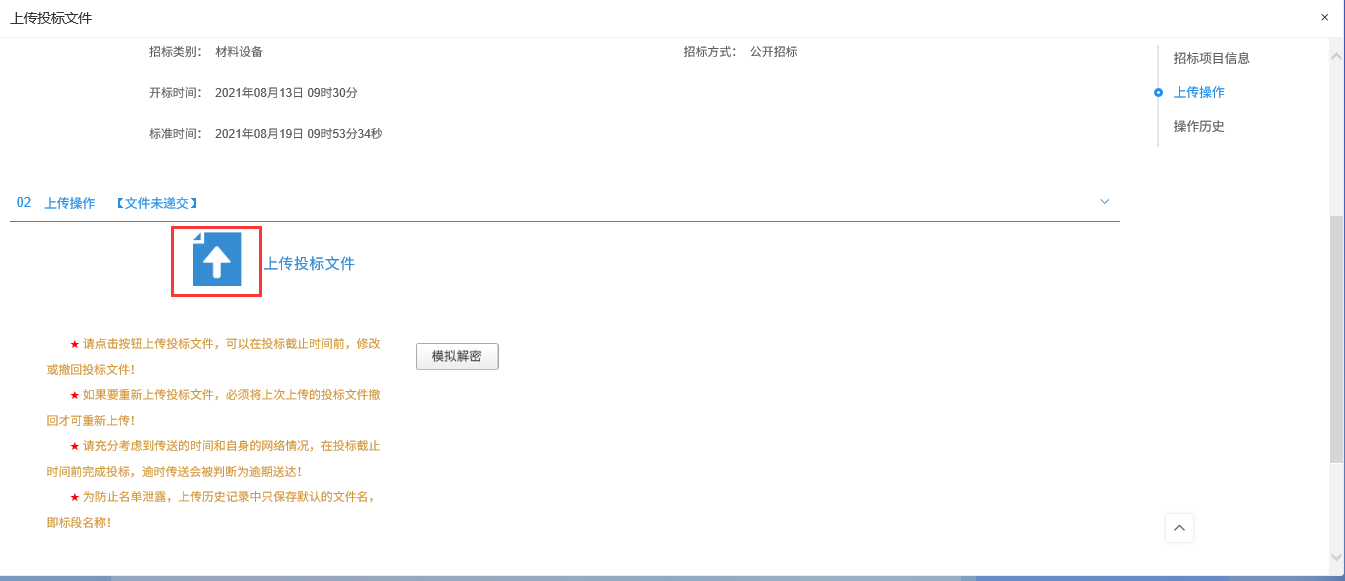 上传投标文件
×
招标类别: 材料设备 招标方式: 公开招标
开标时间: 2021年08月13日 09时30分
标准时间: 2021年08月19日 09时53分34秒
招标项目信息
上传操作
操作历史
02 上传操作 【文件未递交】
上传投标文件
★ 请点击按钮上传投标文件，可以在投标截止时间前，修改
或撤回投标文件!
★ 如果要重新上传投标文件，必须将上次上传的投标文件撤
回才可重新上传!
★ 请充分考虑到传送的时间和自身的网络情况，在投标截止
时间前完成投标，逾时传送会被判断为逾期送达!
★ 为防止名单泄露，上传历史记录中只保存默认的文件名，
即标段名称!
模拟解密